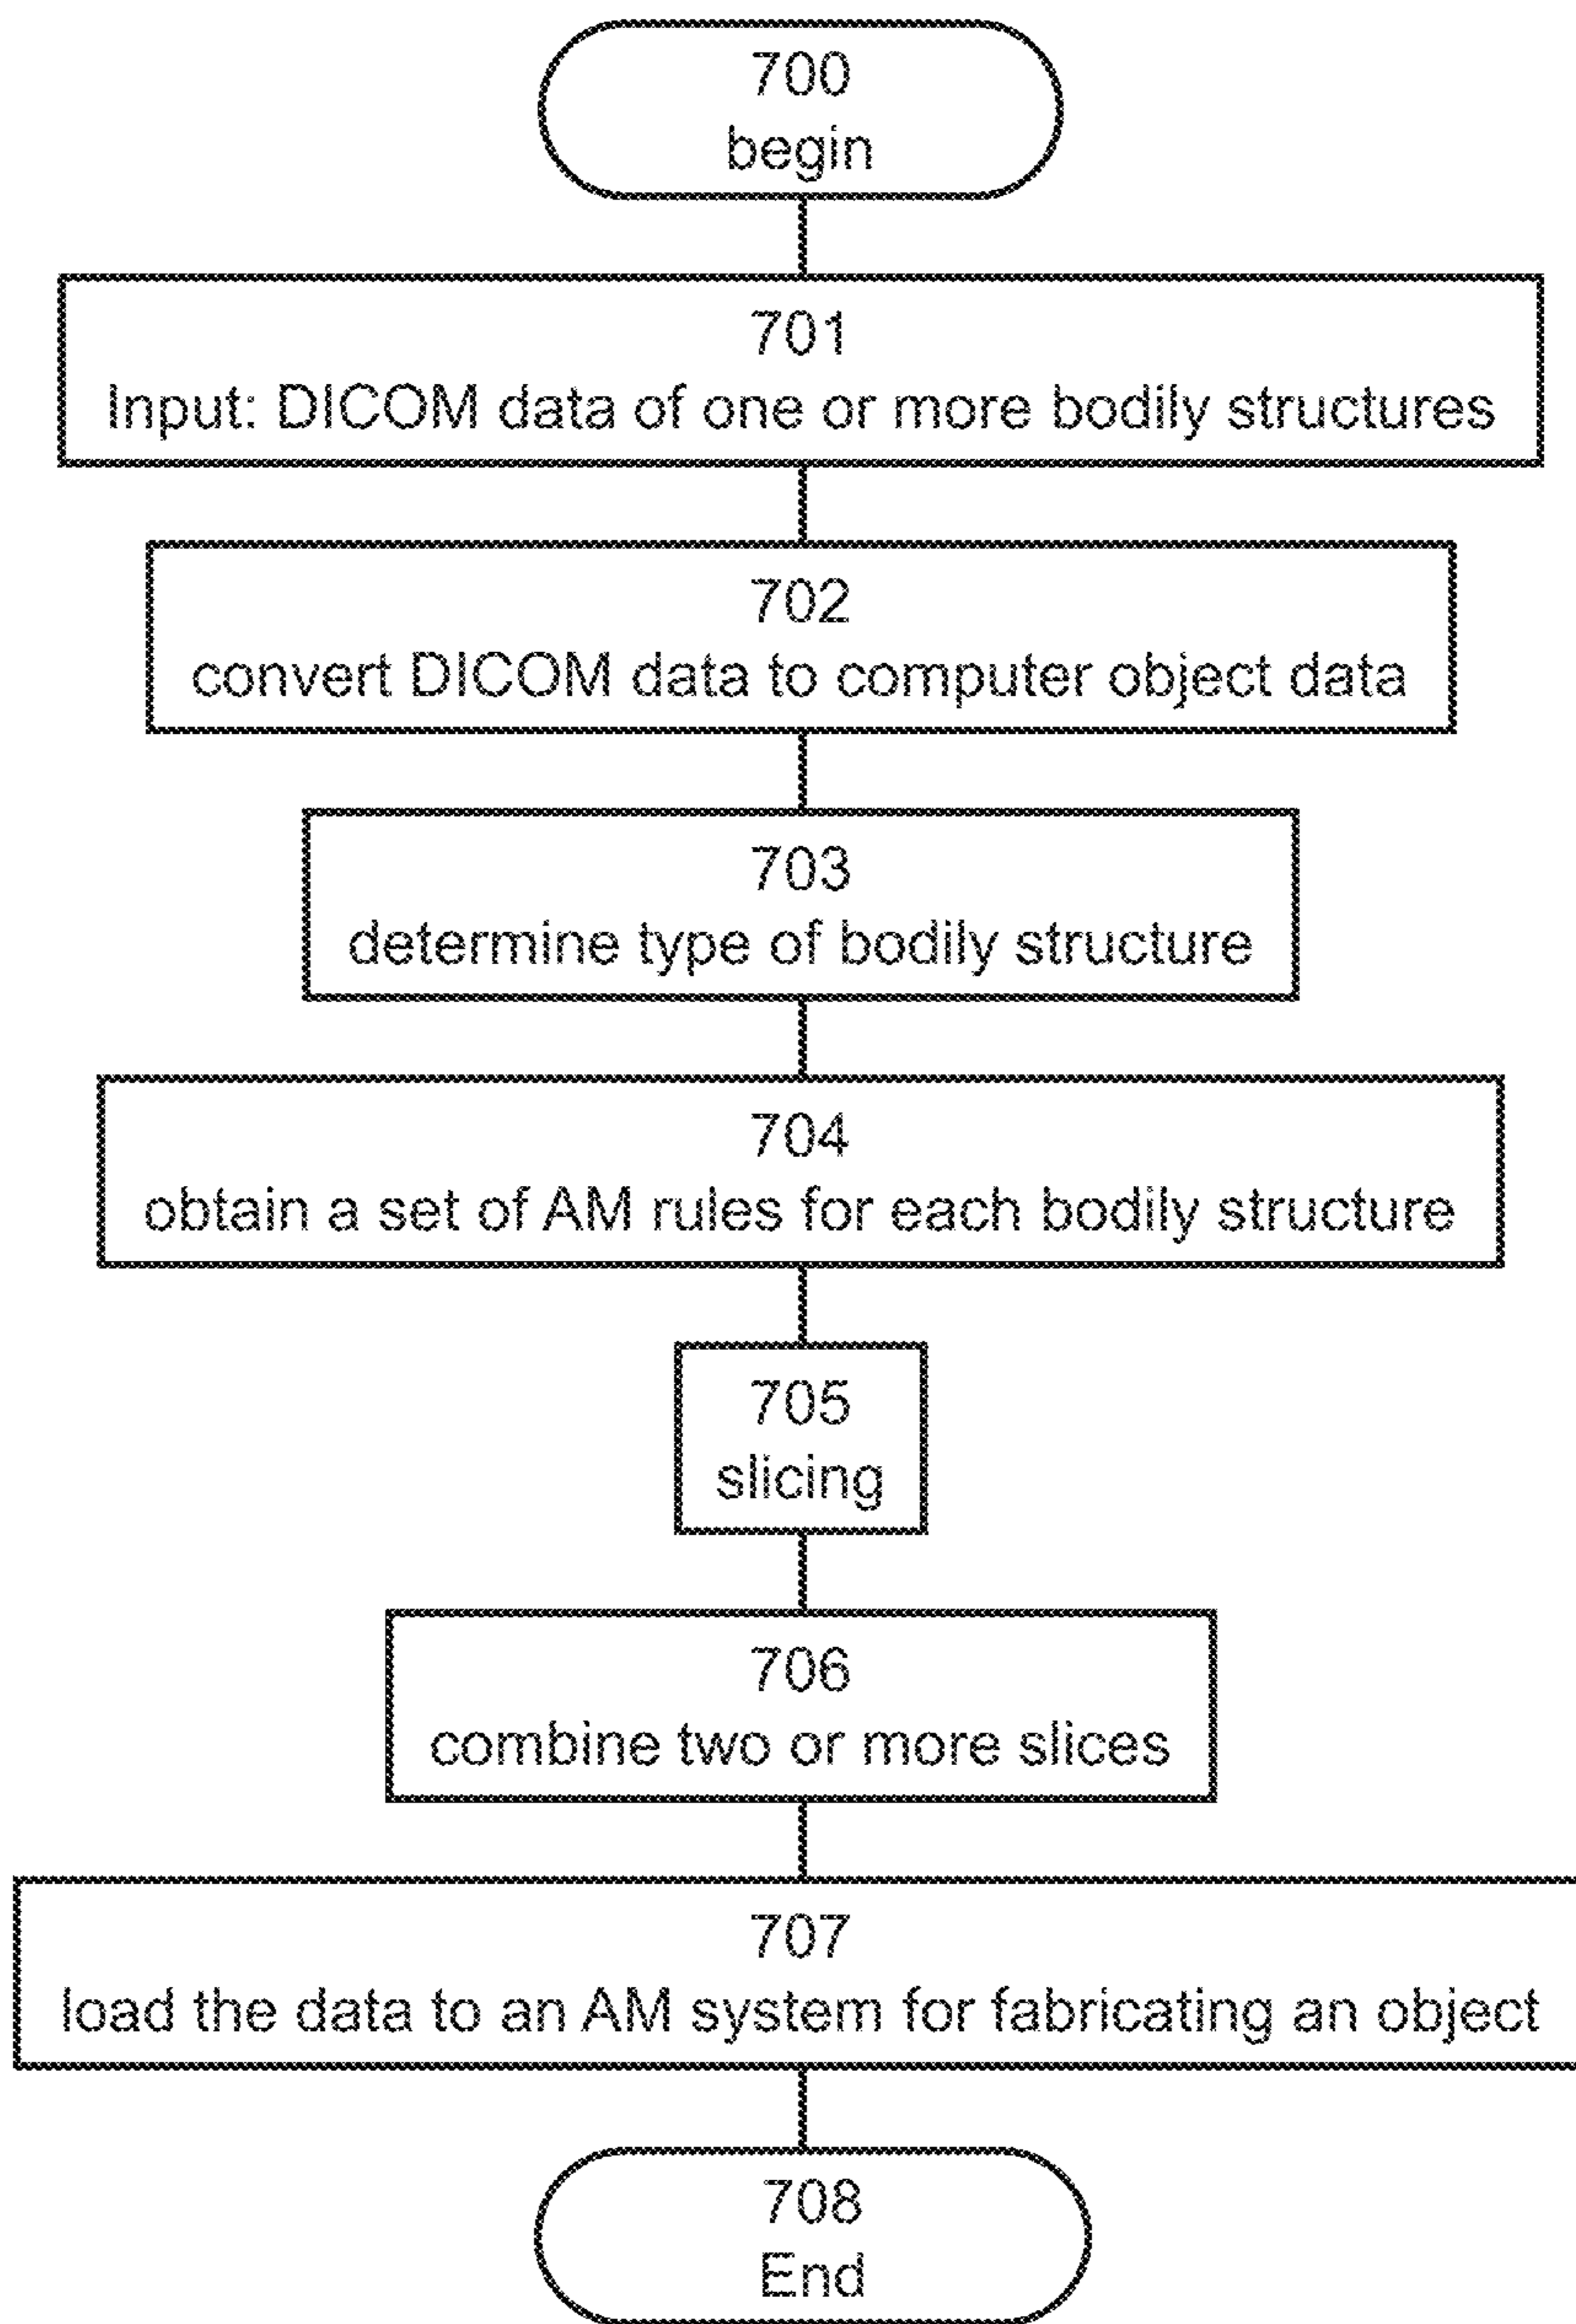 700
begin
701
Input: DICOM data of one or more bodily structures
702
convert DICOM data to computer object data
703
determine type of bodily structure
704
obtain a set of AM rules for each bodily structure
705
slicing
706
combine two or more slices
707
load the data to an AM system for fabricating an object
708
End